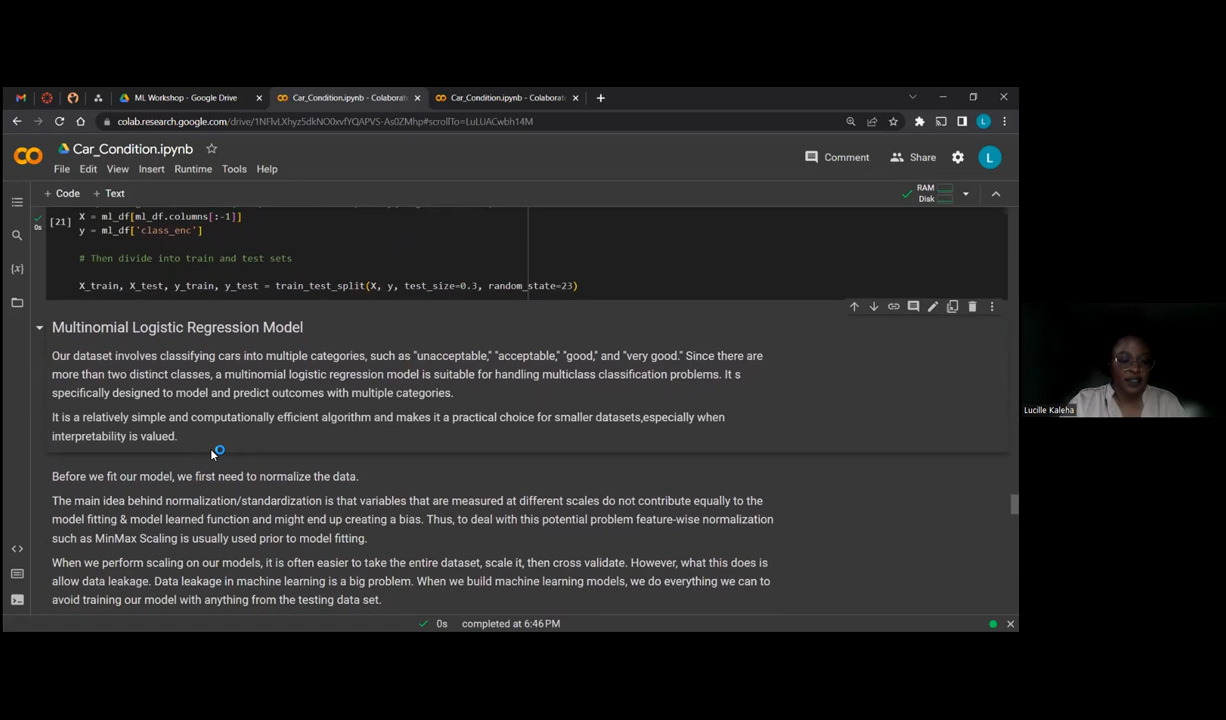 ML Workshop - Google Drive
Car_Condition.ipynb - Colaborato
Car_Condition.ipynb - Colaborato
colab.research.google.com/drive/1NFlvLXhyz5dkNO0xvfYQAPVS-As0ZMhp#scrollTo=LuLUACwbh14M
L
Car_Condition.ipynb
Comment
Share
L
File Edit View Insert Runtime Tools Help
+ Code + Text
RAM
Disk
[21]
0s
X = ml_df[ml_df.columns[:-1]]
y = ml_df['class_enc']
# Then divide into train and test sets
X_train, X_test, y_train, y_test = train_test_split(X, y, test_size=0.3, random_state=23)
Multinomial Logistic Regression Model
Our dataset involves classifying cars into multiple categories, such as "unacceptable," "acceptable," "good," and "very good." Since there are
more than two distinct classes, a multinomial logistic regression model is suitable for handling multiclass classification problems. It s
specifically designed to model and predict outcomes with multiple categories.
It is a relatively simple and computationally efficient algorithm and makes it a practical choice for smaller datasets,especially when
interpretability is valued.
Before we fit our model, we first need to normalize the data.
The main idea behind normalization/standardization is that variables that are measured at different scales do not contribute equally to the
model fitting & model learned function and might end up creating a bias. Thus, to deal with this potential problem feature-wise normalization
such as MinMax Scaling is usually used prior to model fitting.
When we perform scaling on our models, it is often easier to take the entire dataset, scale it, then cross validate. However, what this does is
allow data leakage. Data leakage in machine learning is a big problem. When we build machine learning models, we do everything we can to
avoid training our model with anything from the testing data set.
0s completed at 6:46 PM
Lucille Kaleha